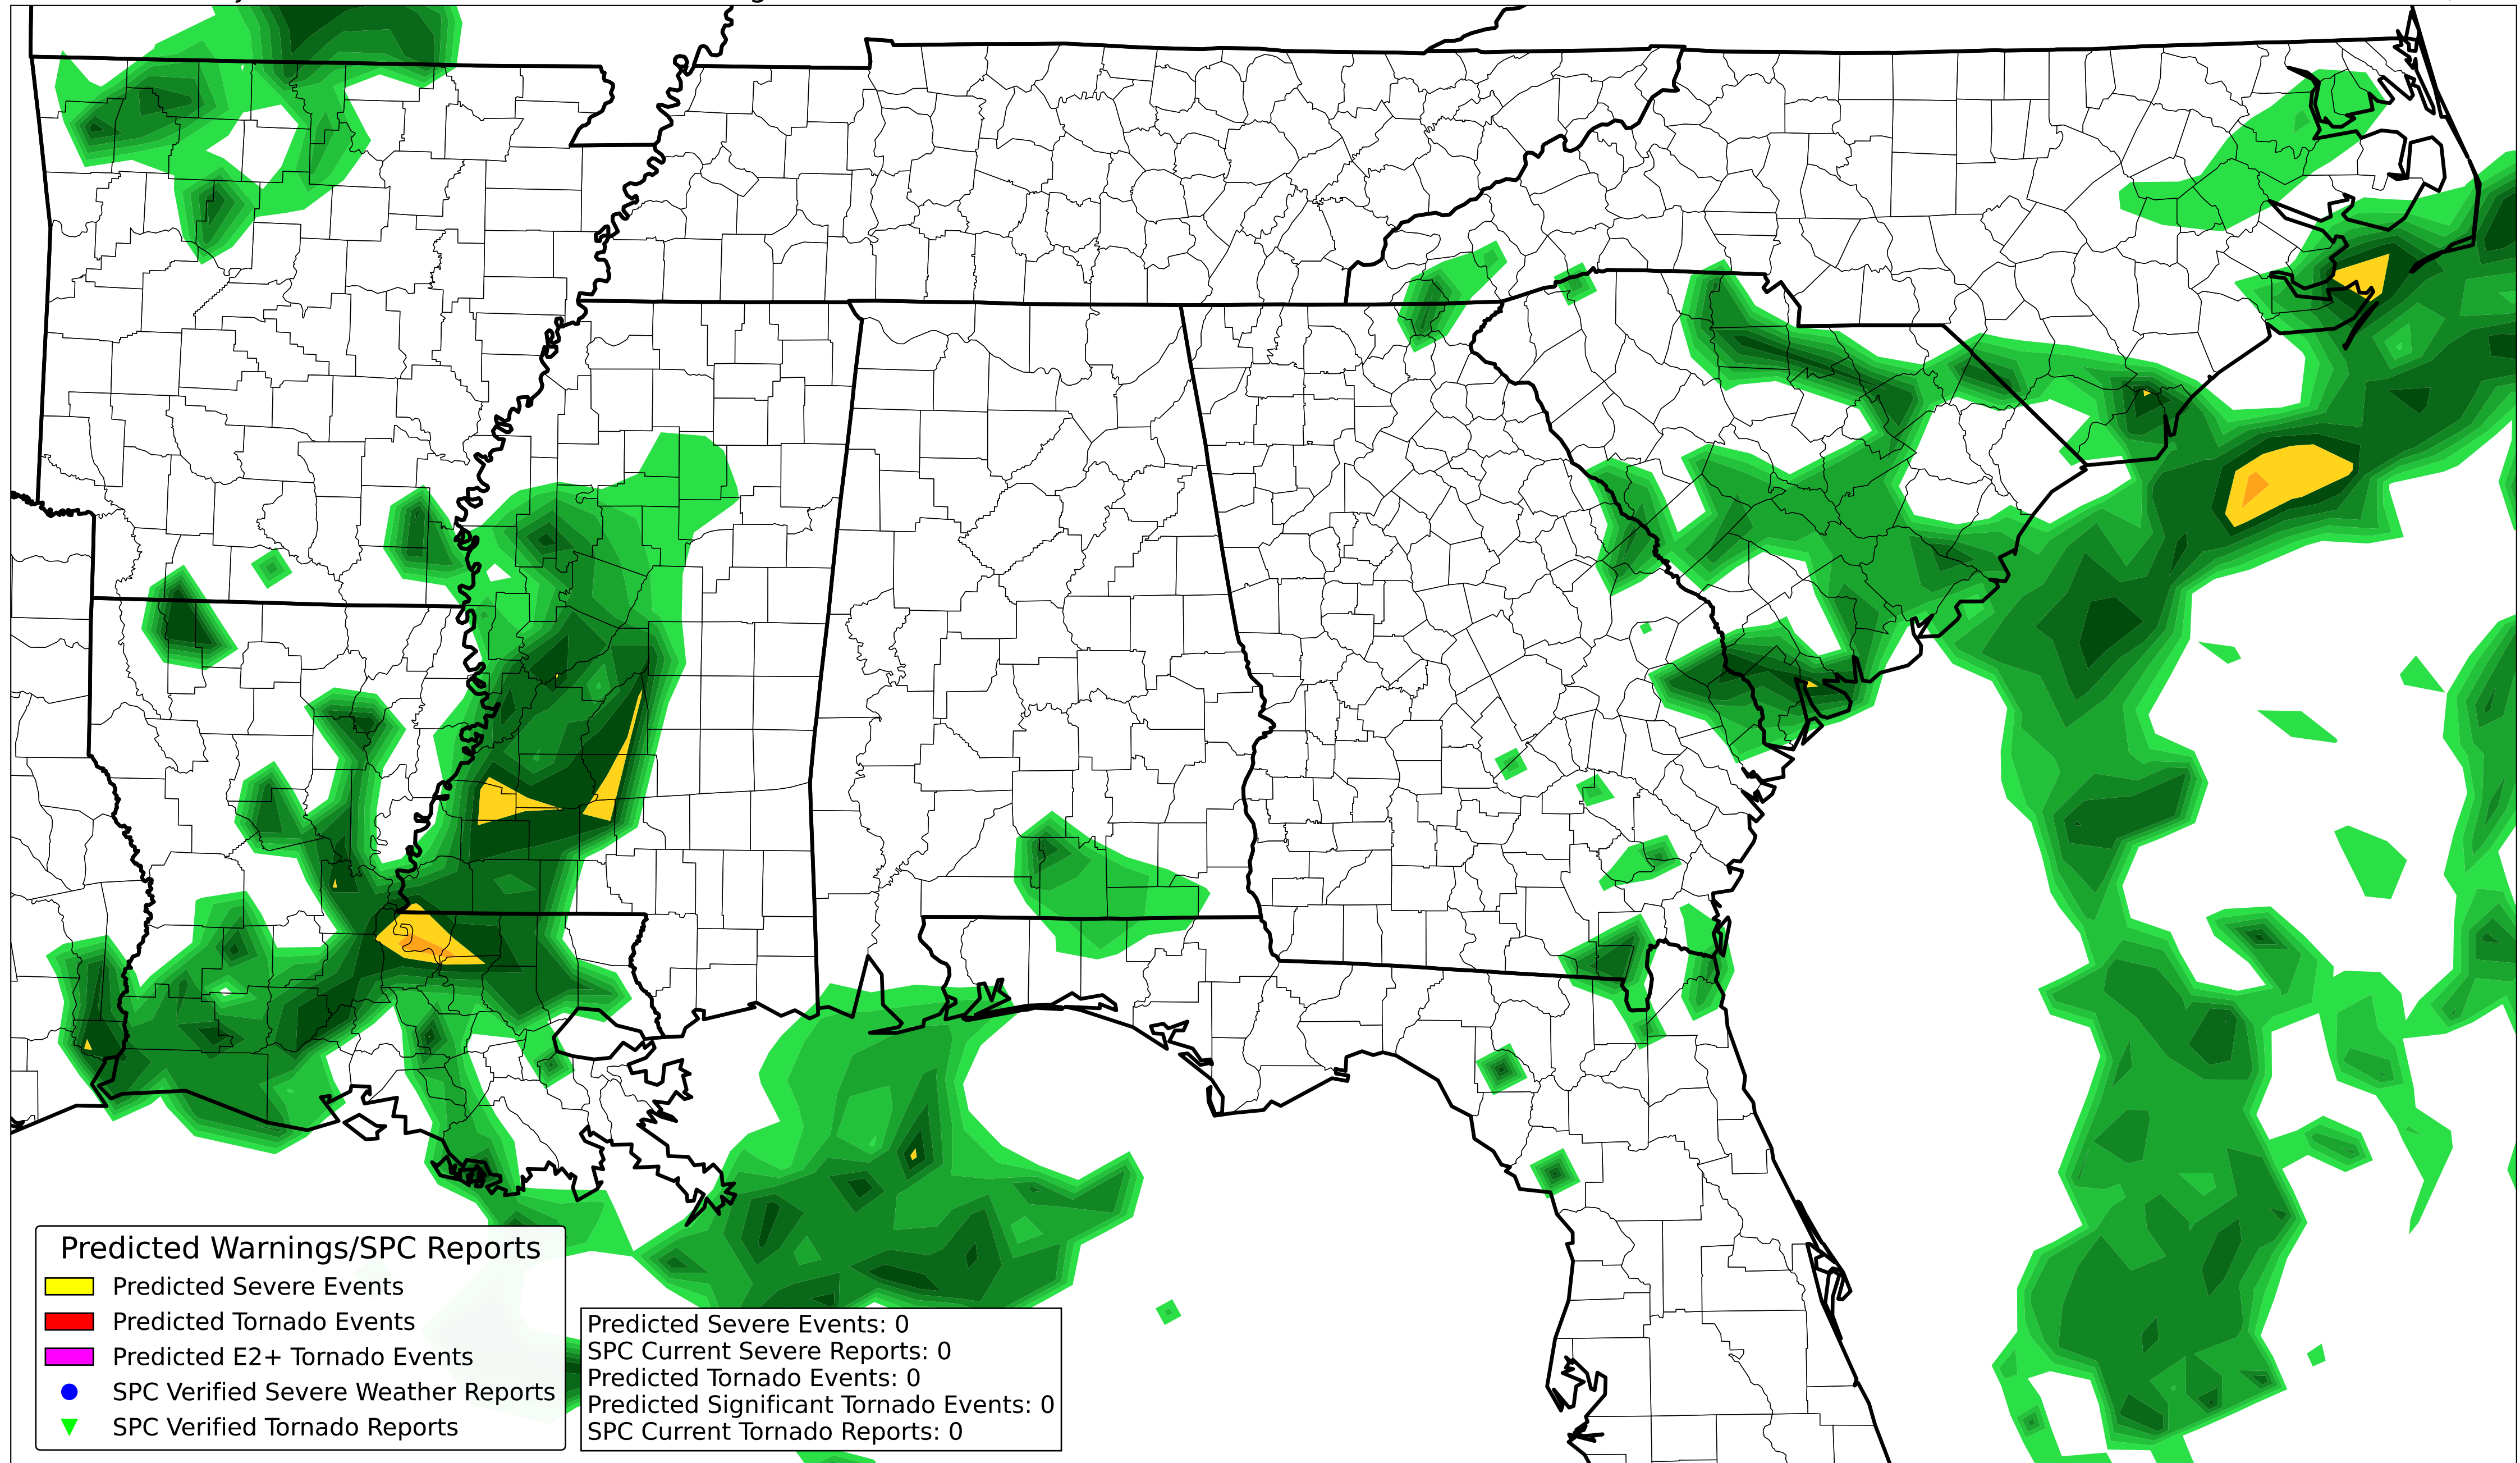 Predicted Warnings/SPC Reports
Predicted Severe Events
Predicted Tornado Events
Predicted E2+ Tornado Events
SPC Verified Severe Weather Reports
SPC Verified Tornado Reports
Predicted Severe Events: 0
SPC Current Severe Reports: 0
Predicted Tornado Events: 0
Predicted Significant Tornado Events: 0
SPC Current Tornado Reports: 0